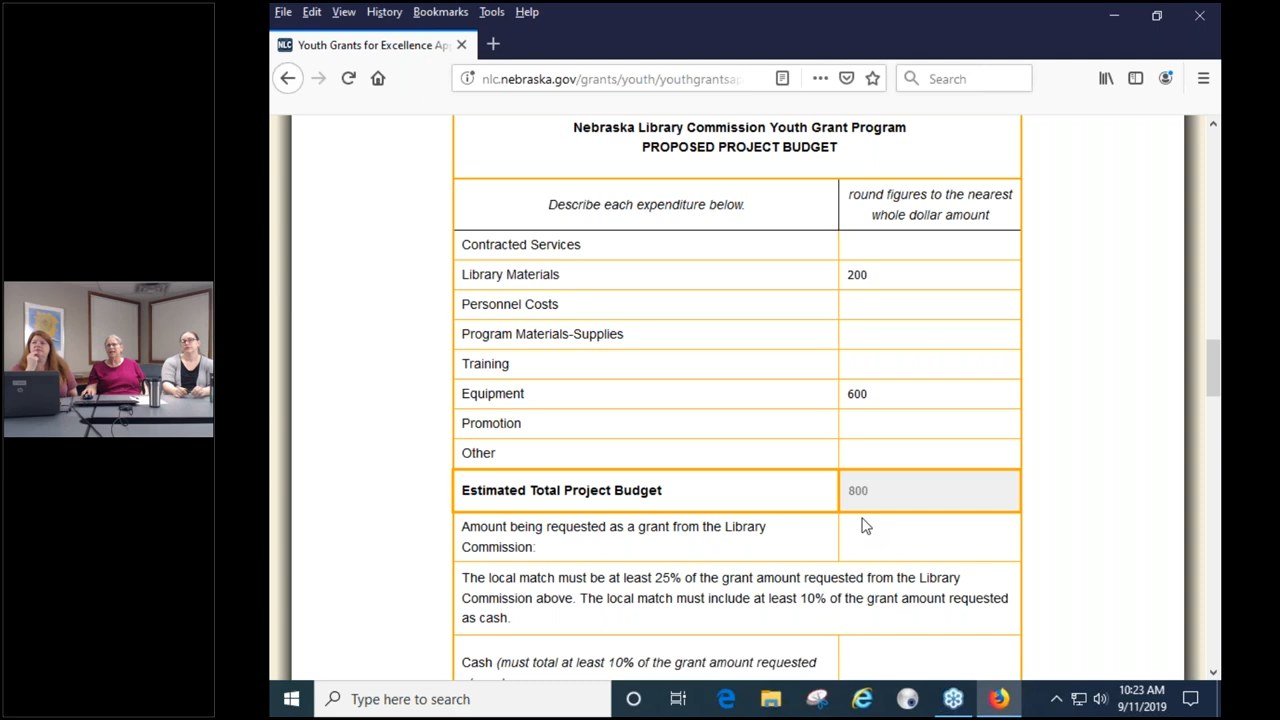 File Edit View History Bookmarks Tools Help
NLC Youth Grants for Excellence Ap
nlc.nebraska.gov/grants/youth/youthgrantsa
Search
Nebraska Library Commission Youth Grant Program
PROPOSED PROJECT BUDGET
Describe each expenditure below.
round figures to the nearest
whole dollar amount
Contracted Services
Library Materials 200
Personnel Costs
Program Materials-Supplies
Training
Equipment 600
Promotion
Other
Estimated Total Project Budget 800
Amount being requested as a grant from the Library
Commission:
The local match must be at least 25% of the grant amount requested from the Library
Commission above. The local match must include at least 10% of the grant amount requested
as cash.
Cash (must total at least 10% of the grant amount requested
Type here to search
10:23 AM
9/11/2019